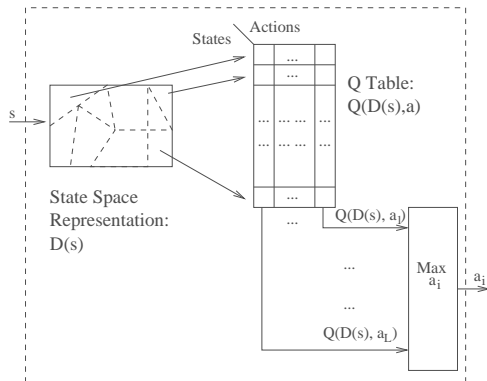 Actions
States
...
...
Q Table:
Q(D(s),a)
... ... ... ...
... ... ... ...
s
State Space
Representation:
D(s)
...
...
Q(D(s), a1)
...
Max
ai
ai
...
Q(D(s), aL)